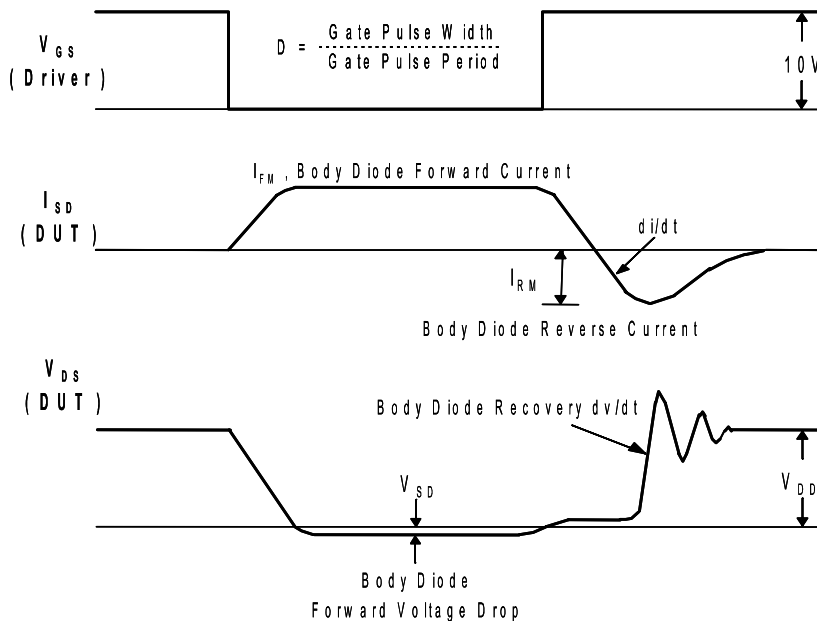 V GS
( Driver )
D = Gate Pulse Width
Gate Pulse Period
10V
I SD
( DUT )
I FM , Body Diode Forward Current
di/dt
I RM
Body Diode Reverse Current
V DS
( DUT )
Body Diode Recovery dv/dt
V SD
V DD
Body Diode
Forward Voltage Drop